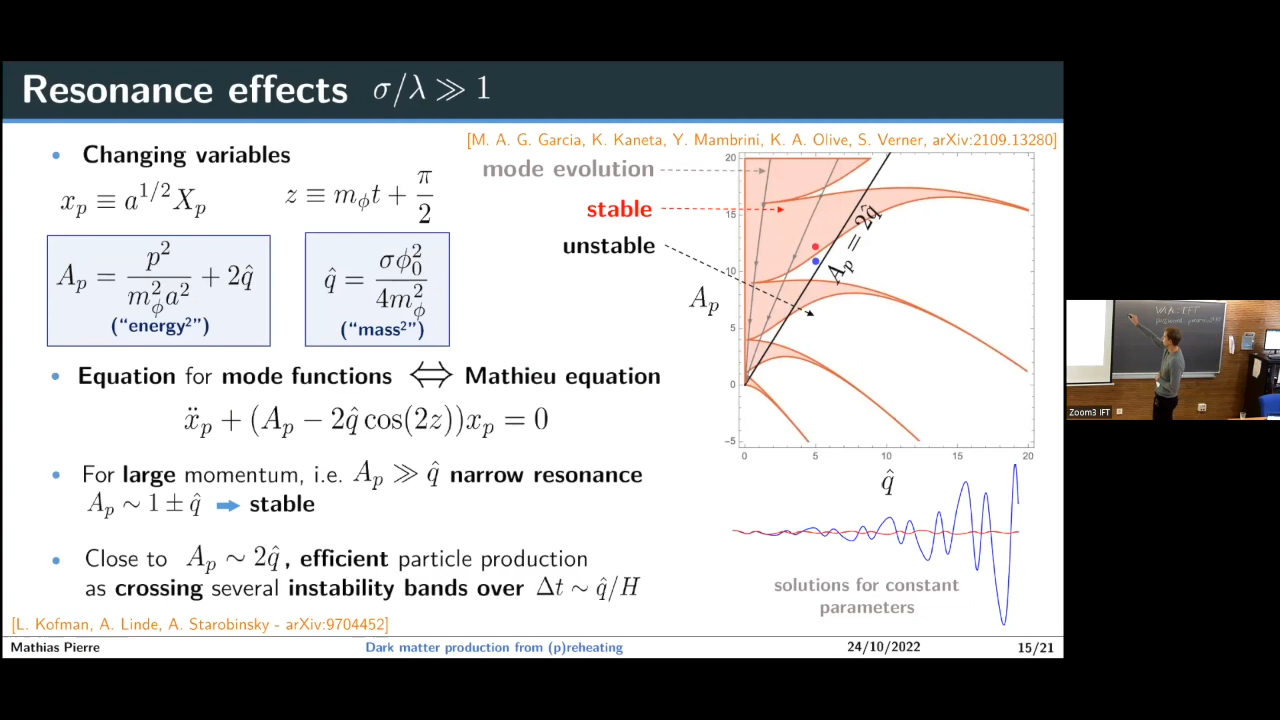 Resonance effects σ/λ ≫ 1
[M. A. G. Garcia, K. Kaneta, Y. Mambrini, K. A. Olive, S. Verner, arXiv:2109.13280]
• Changing variables
x_p ≡ a^{1/2} X_p
z ≡ m_ϕ t + π/2
A_p = p²/(m_ϕ² a²) + 2q̂
("energy²")
q̂ = σϕ₀²/(4m_ϕ²)
("mass²")
mode evolution
stable
unstable
A_p = 2q̂
A_p
20
15
10
5
0
−5
0
5
10
15
20
q̂
• Equation for mode functions ⟺ Mathieu equation
ẍ_p + (A_p − 2q̂ cos(2z))x_p = 0
• For large momentum, i.e. A_p ≫ q̂ narrow resonance
A_p ∼ 1 ± q̂ ➡ stable
• Close to A_p ∼ 2q̂, efficient particle production
as crossing several instability bands over Δt ∼ q̂/H
solutions for constant
parameters
[L. Kofman, A. Linde, A. Starobinsky - arXiv:9704452]
Mathias Pierre
Dark matter production from (p)reheating
24/10/2022
15/21
Zoom3 IFT